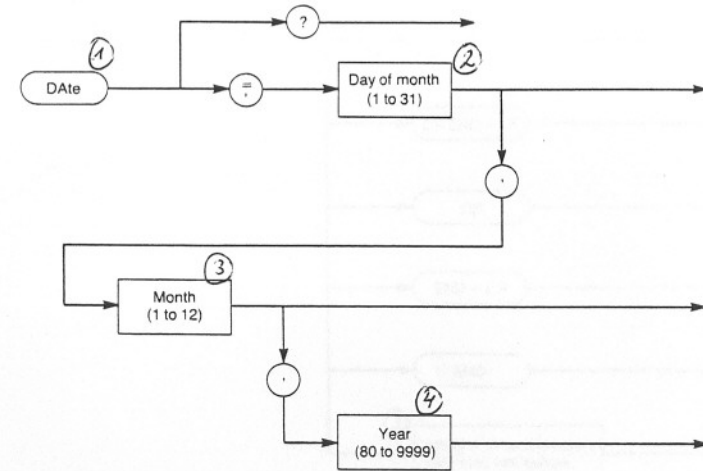 1
?
2
DAte
=
,
Day of month
(1 to 31)
,
3
Month
(1 to 12)
,
4
Year
(80 to 9999)